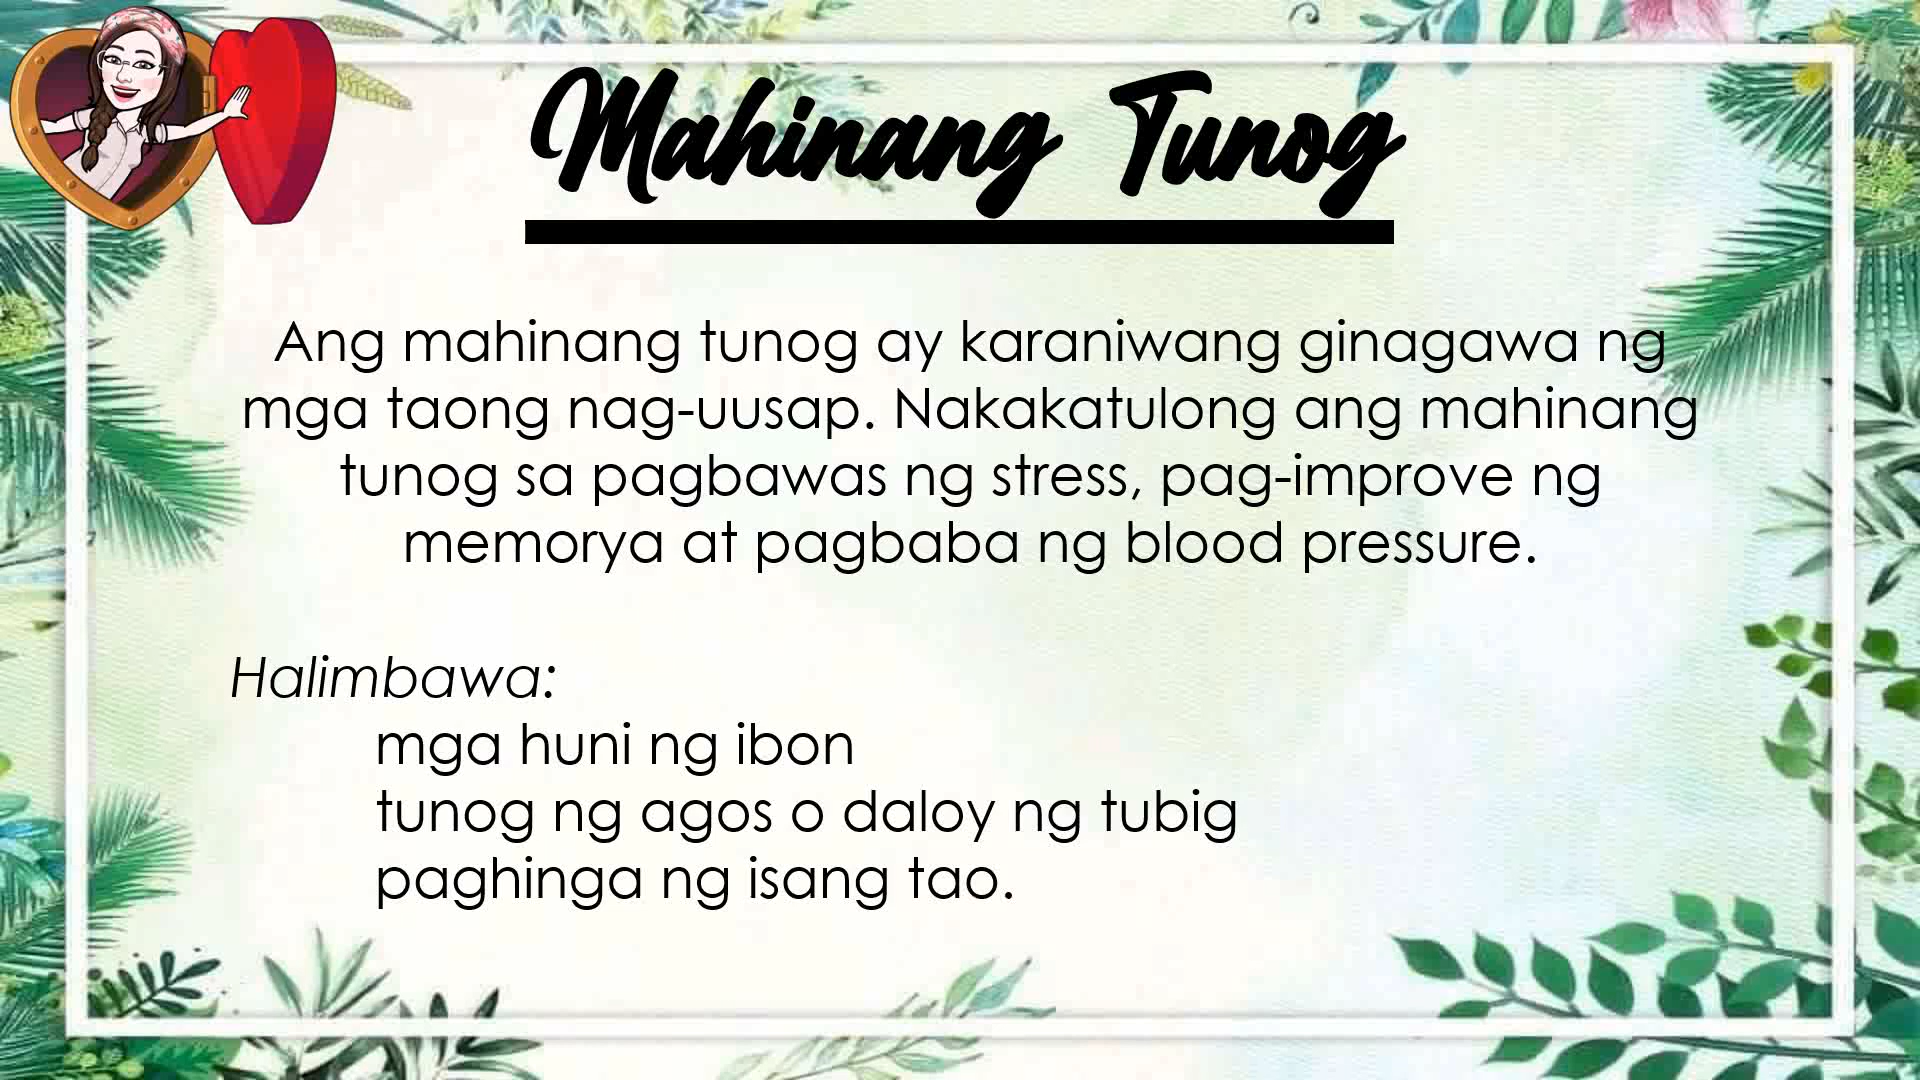 Mahinang Tunog
Ang mahinang tunog ay karaniwang ginagawa ng
mga taong nag-uusap. Nakakatulong ang mahinang
tunog sa pagbawas ng stress, pag-improve ng
memorya at pagbaba ng blood pressure.
Halimbawa:
mga huni ng ibon
tunog ng agos o daloy ng tubig
paghinga ng isang tao.